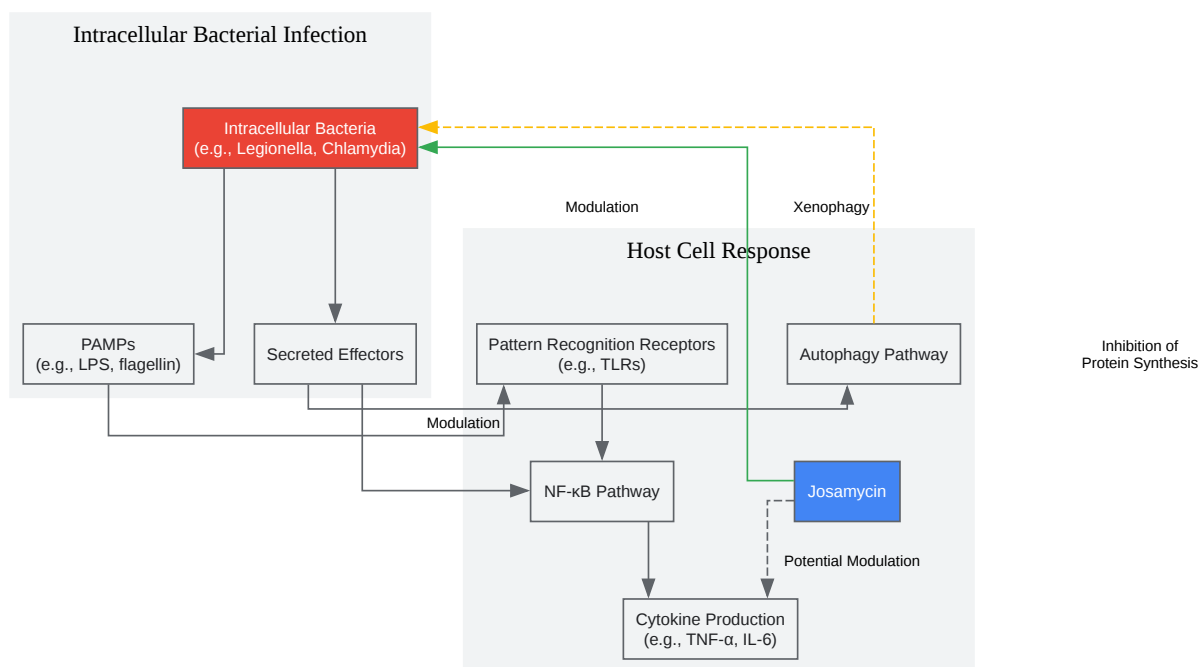 Intracellular Bacterial Infection
Intracellular Bacteria
(e.g., Legionella, Chlamydia)
Modulation
Xenophagy
Host Cell Response
PAMPs
(e.g., LPS, flagellin)
Secreted Effectors
Pattern Recognition Receptors
(e.g., TLRs)
Autophagy Pathway
Inhibition of
Protein Synthesis
Modulation
NF-κB Pathway
Josamycin
Potential Modulation
Cytokine Production
(e.g., TNF-α, IL-6)